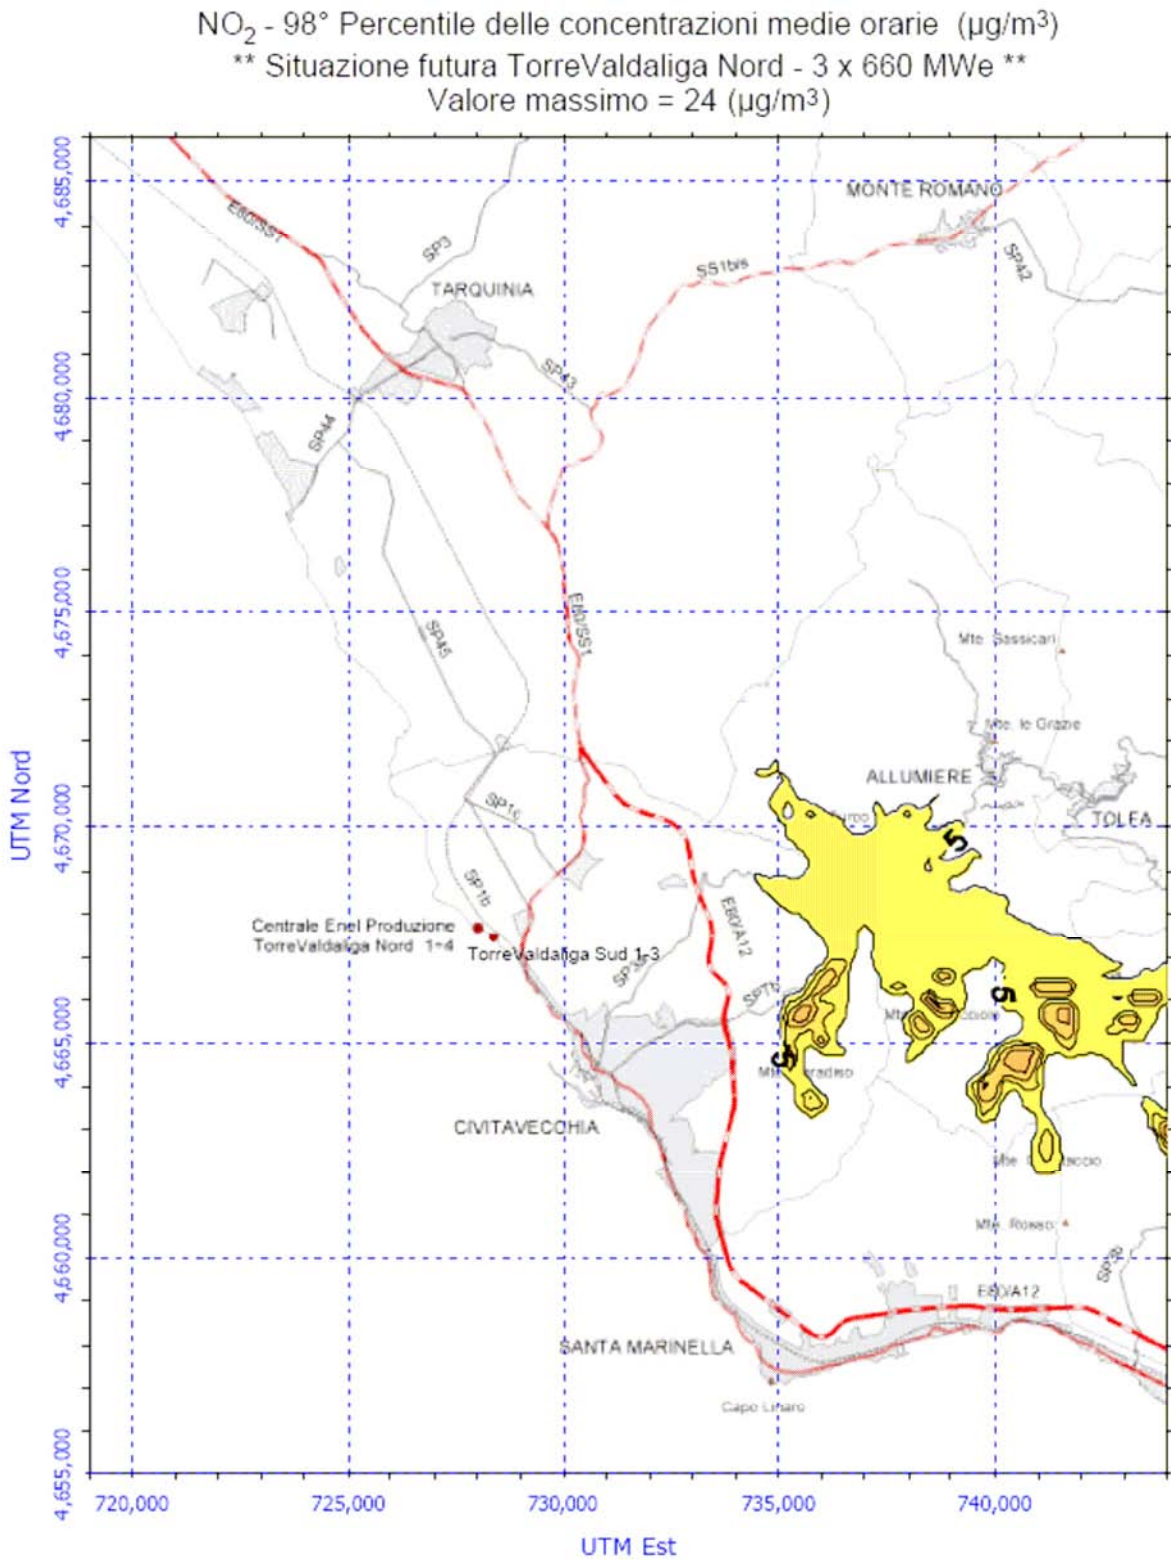 NO2 - 98° Percentile delle concentrazioni medie orarie (µg/m3)
** Situazione futura TorreValdaliga Nord - 3 x 660 MWe **
Valore massimo = 24 (µg/m3)
4,685,000
MONTE ROMANO
E80/SS1
SP3
SP42
SS1bis
TARQUINIA
SP43
4,680,000
SP44
4,675,000
E80/SS1
SP45
Mte. Sassicari
Mte. le Grazie
ALLUMIERE
UTM Nord
4,670,000
SP1c
TOLFA
5
SP1b
E80/A12
Centrale Enel Produzione
TorreValdaliga Nord 1÷4
TorreValdaliga Sud 1-3
5
4,665,000
5
Mte.
CIVITAVECCHIA
Mte.
Mte. Rosso
4,660,000
E80/A12
SANTA MARINELLA
Capo Linaro
4,655,000
720,000
725,000
730,000
735,000
740,000
UTM Est